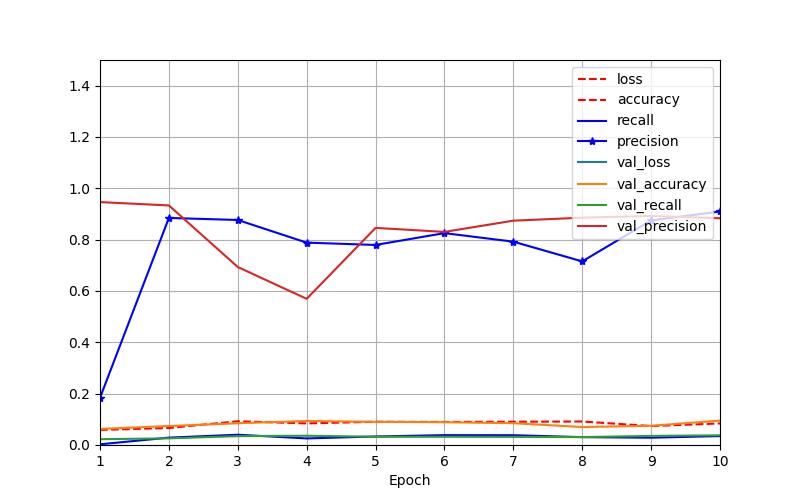 1.4
1.2
1.0
0.8
0.6
0.4
0.2
0.0
loss
accuracy
recall
precision
val_loss
val_accuracy
val_recall
val_precision
1 2 3 4 5 6 7 8 9 10
Epoch